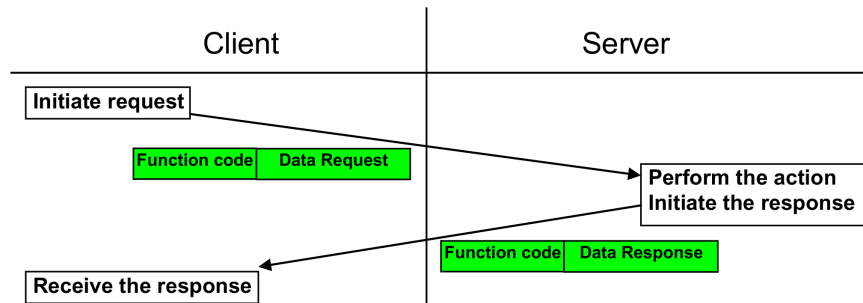 Client
Server
Initiate request
Function code
Data Request
Perform the action
Initiate the response
Function code
Data Response
Receive the response